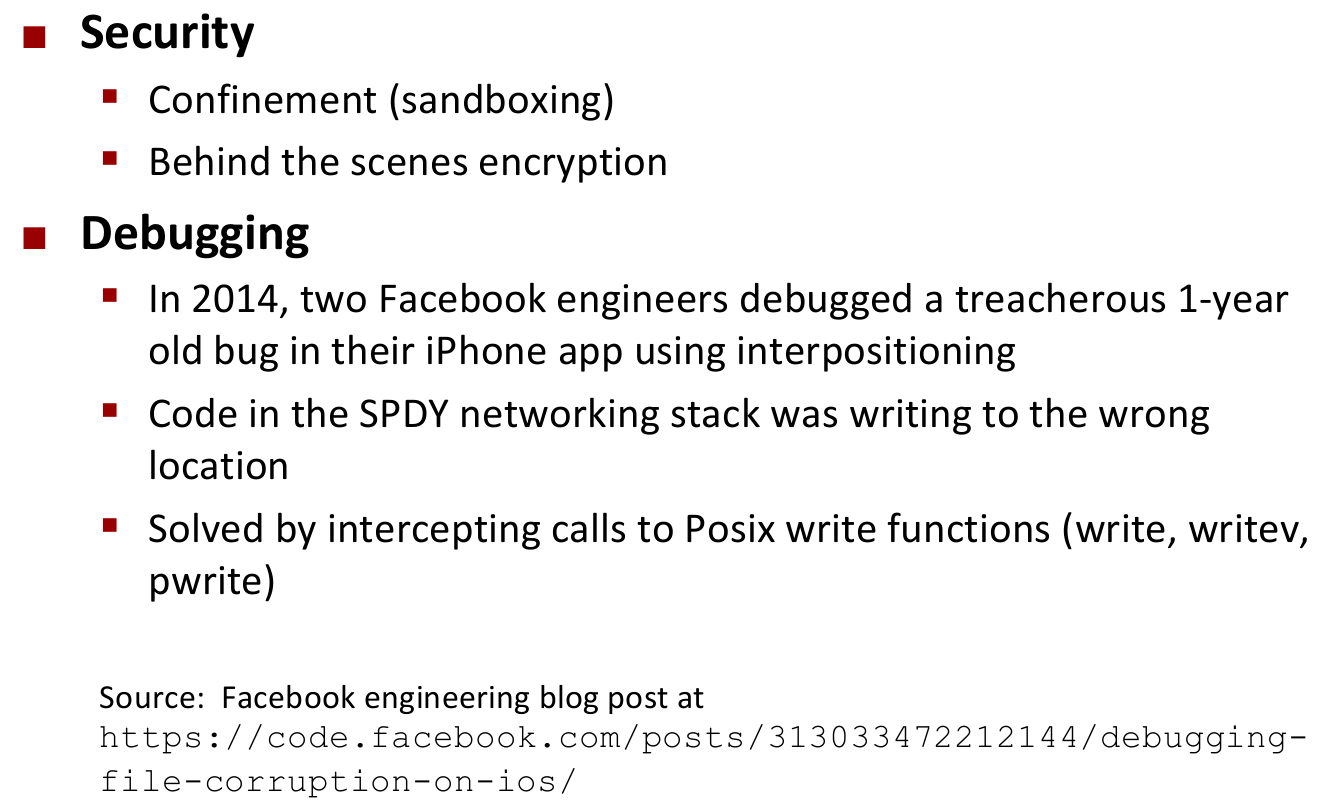 Security
Confinement (sandboxing)
Behind the scenes encryption
Debugging
In 2014, two Facebook engineers debugged a treacherous 1-year
old bug in their iPhone app using interpositioning
Code in the SPDY networking stack was writing to the wrong
location
Solved by intercepting calls to Posix write functions (write, writev,
pwrite)
Source:  Facebook engineering blog post at
https://code.facebook.com/posts/313033472212144/debugging-
file-corruption-on-ios/